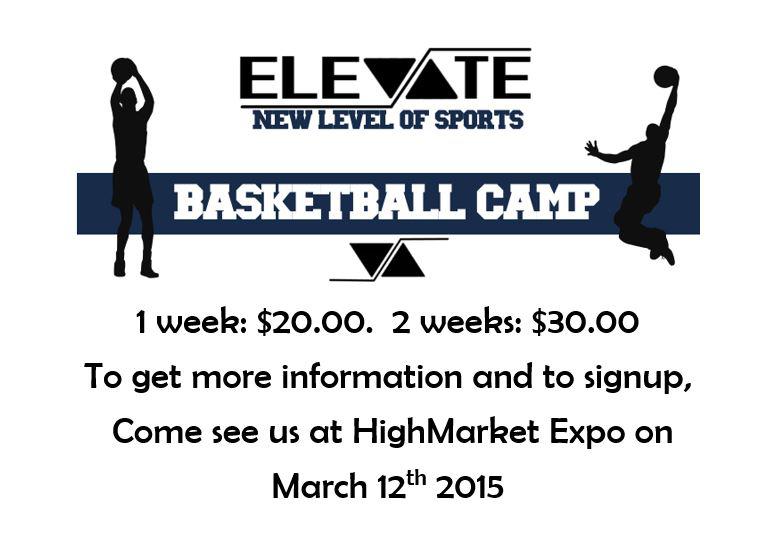 ELEVATE
NEW LEVEL OF SPORTS
BASKETBALL CAMP
1 week: $20.00.  2 weeks: $30.00
To get more information and to signup,
Come see us at HighMarket Expo on
March 12th 2015